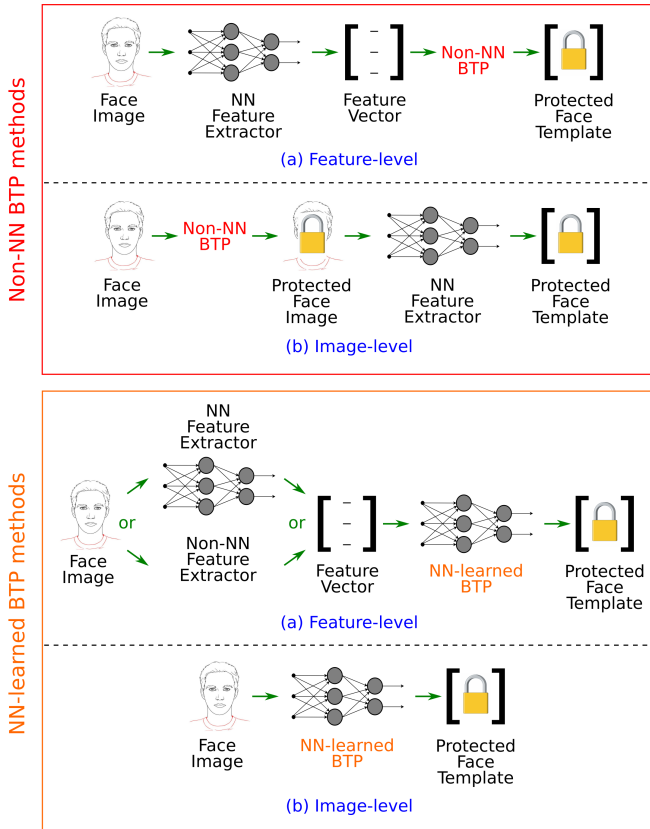 Non-NN BTP methods
Face
Image
NN
Feature
Extractor
Feature
Vector
Non-NN
BTP
Protected
Face
Template
(a) Feature-level
Face
Image
Non-NN
BTP
Protected
Face
Image
NN
Feature
Extractor
Protected
Face
Template
(b) Image-level
NN-learned BTP methods
Face
Image
or
NN
Feature
Extractor
Non-NN
Feature
Extractor
or
Feature
Vector
NN-learned
BTP
Protected
Face
Template
(a) Feature-level
Face
Image
NN-learned
BTP
Protected
Face
Template
(b) Image-level